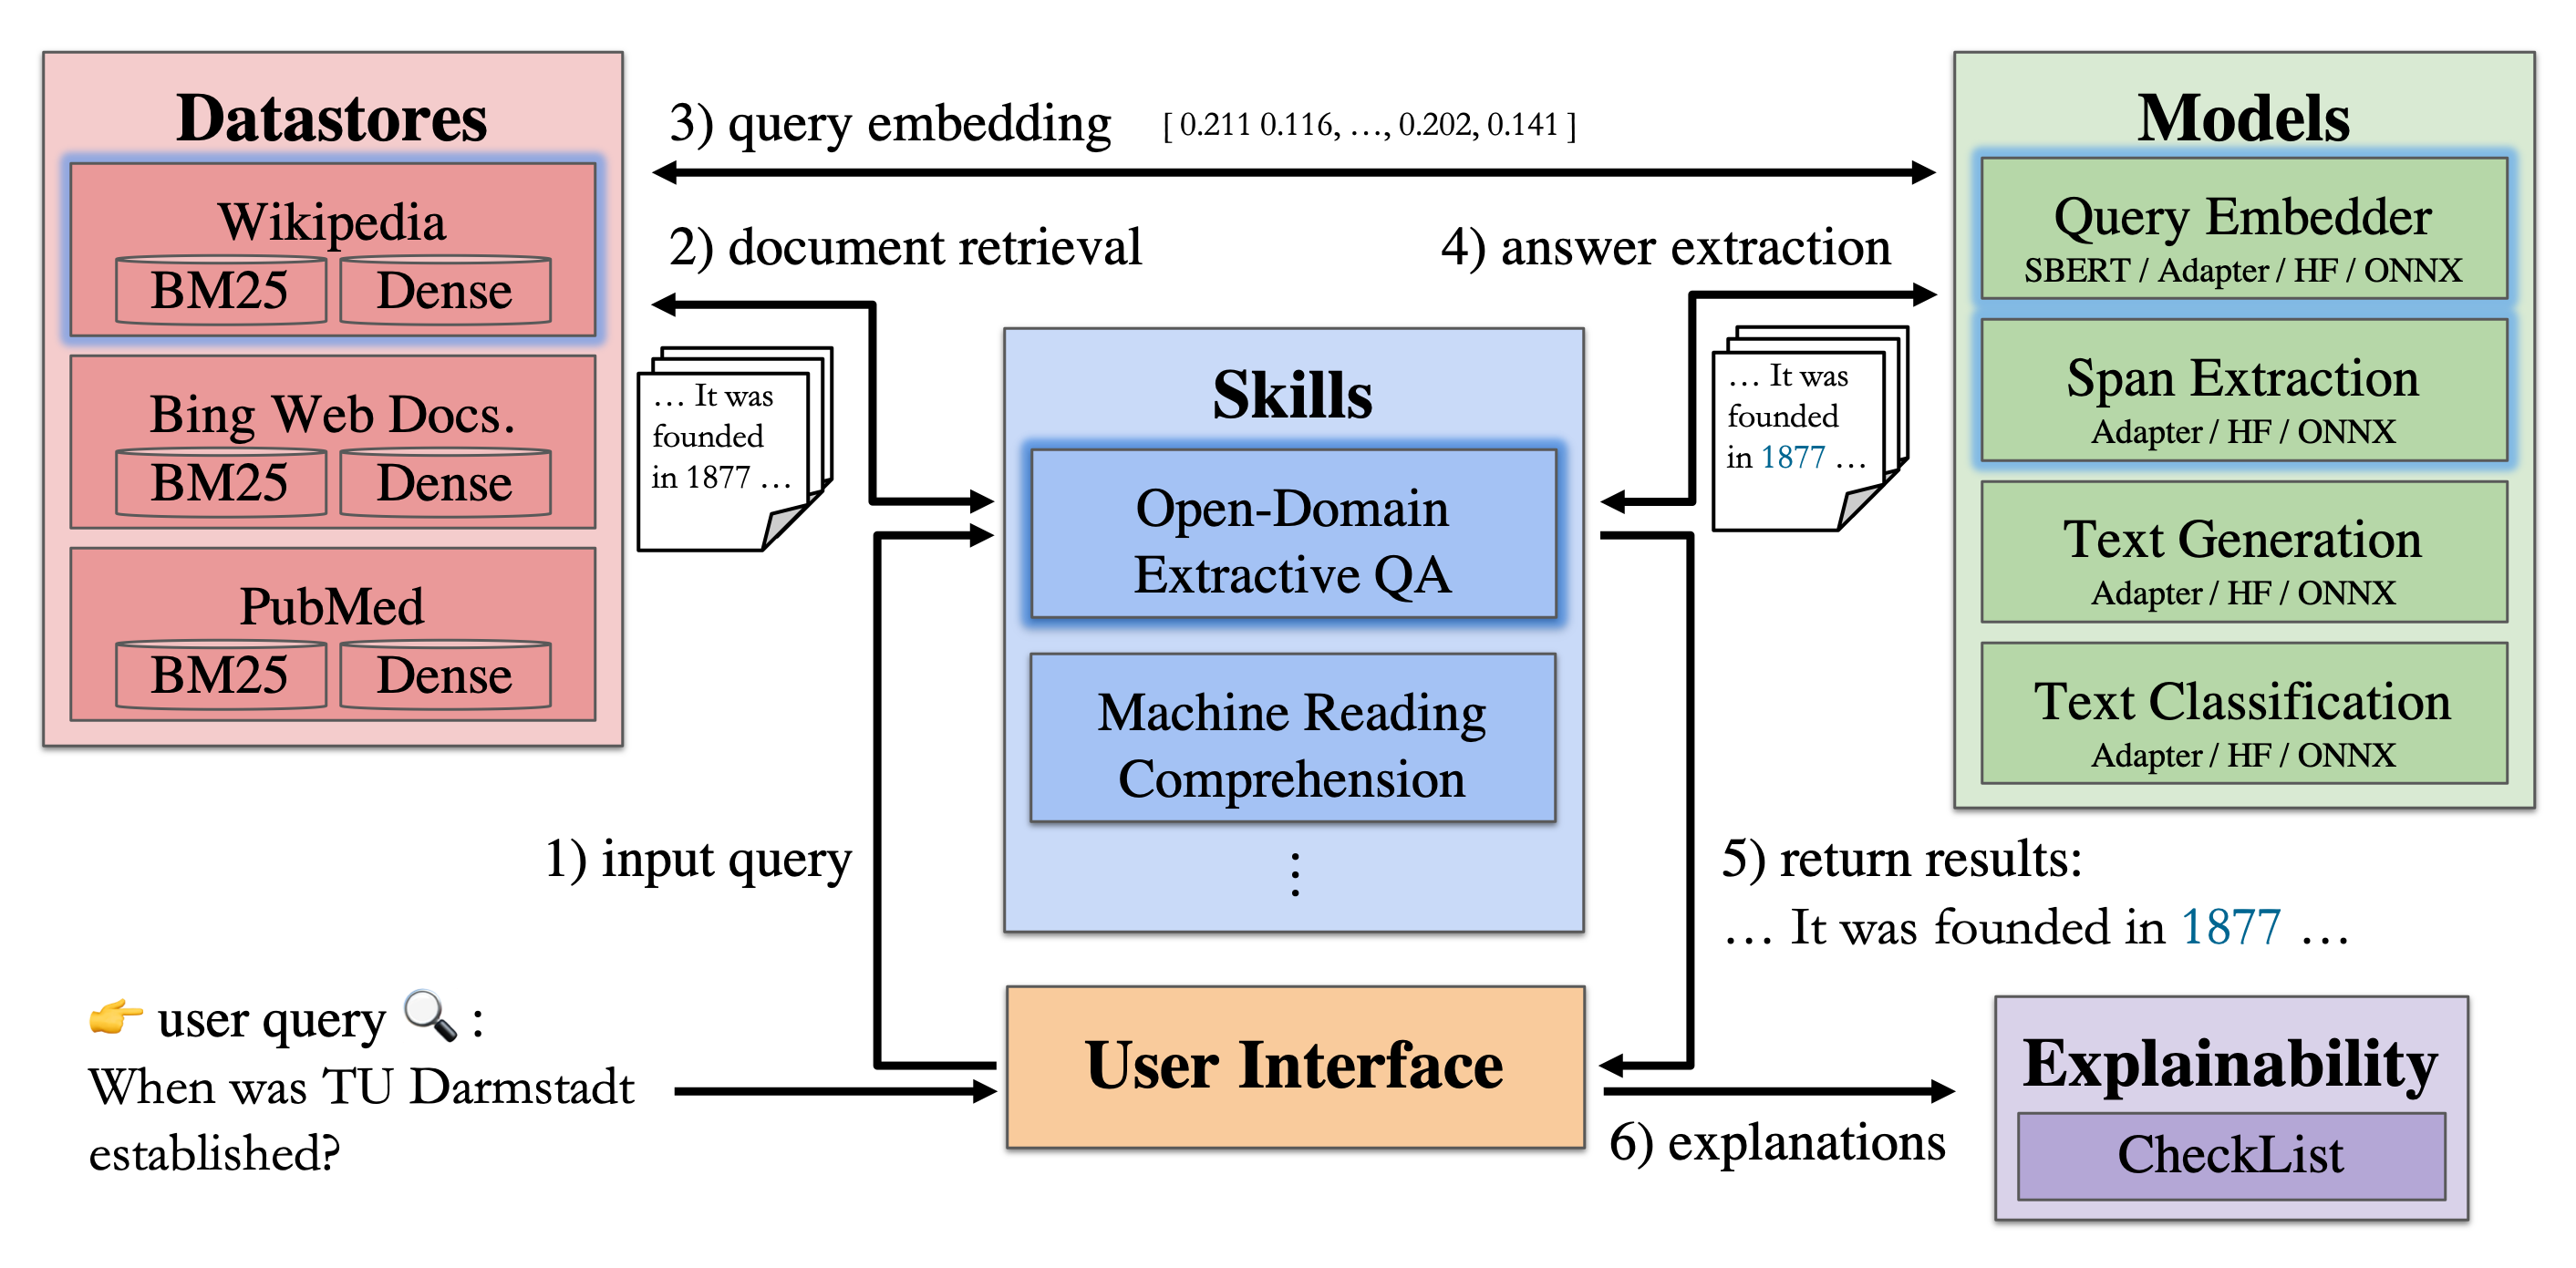 Datastores
Wikipedia
BM25 Dense
Bing Web Docs.
BM25 Dense
PubMed
BM25 Dense
3) query embedding [ 0.211 0.116, …, 0.202, 0.141 ]
2) document retrieval
… It was
founded
in 1877 …
4) answer extraction
… It was
founded
in 1877 …
Models
Query Embedder
SBERT / Adapter / HF / ONNX
Span Extraction
Adapter / HF / ONNX
Text Generation
Adapter / HF / ONNX
Text Classification
Adapter / HF / ONNX
Skills
Open-Domain
Extractive QA
Machine Reading
Comprehension
⋮
1) input query
5) return results:
… It was founded in 1877 …
👉 user query 🔍 :
When was TU Darmstadt
established?
User Interface
6) explanations
Explainability
CheckList